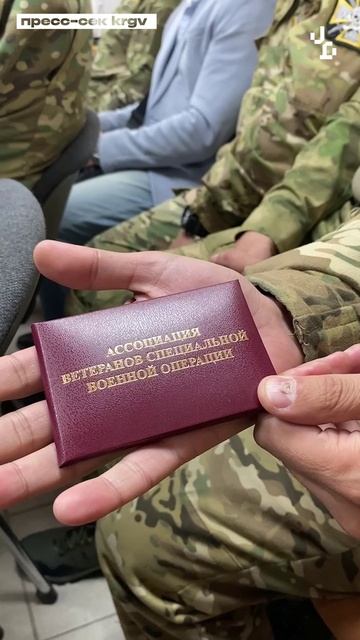 пресс-сек krgv
АССОЦИАЦИЯ
ВЕТЕРАНОВ СПЕЦИАЛЬНОЙ
ВОЕННОЙ ОПЕРАЦИИ